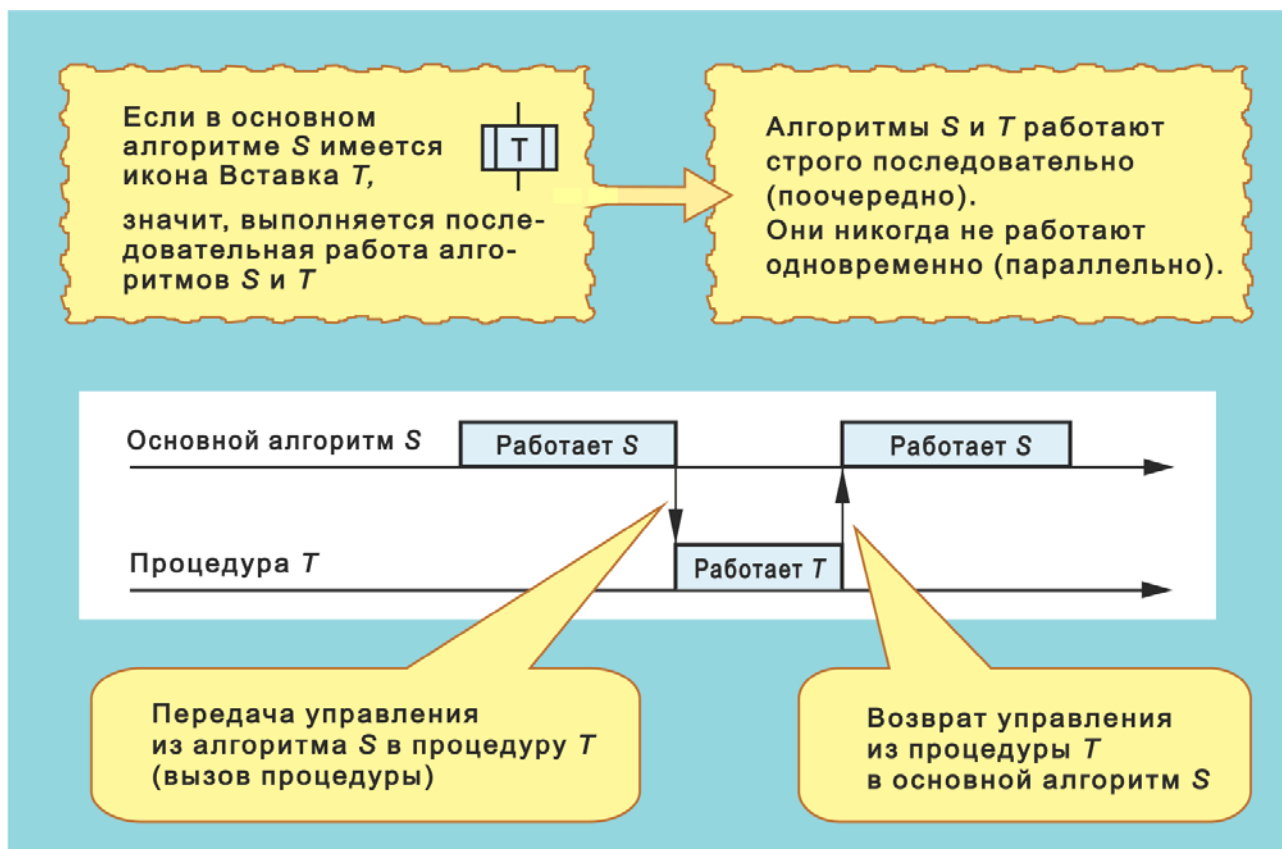 Если в основном
алгоритме S имеется
икона Вставка T,
T
значит, выполняется после-
довательная работа алго-
ритмов S и T
Алгоритмы S и T работают
строго последовательно
(поочередно).
Они никогда не работают
одновременно (параллельно).
Основной алгоритм S
Работает S
Работает S
Процедура T
Работает T
Передача управления
из алгоритма S в процедуру T
(вызов процедуры)
Возврат управления
из процедуры T
в основной алгоритм S